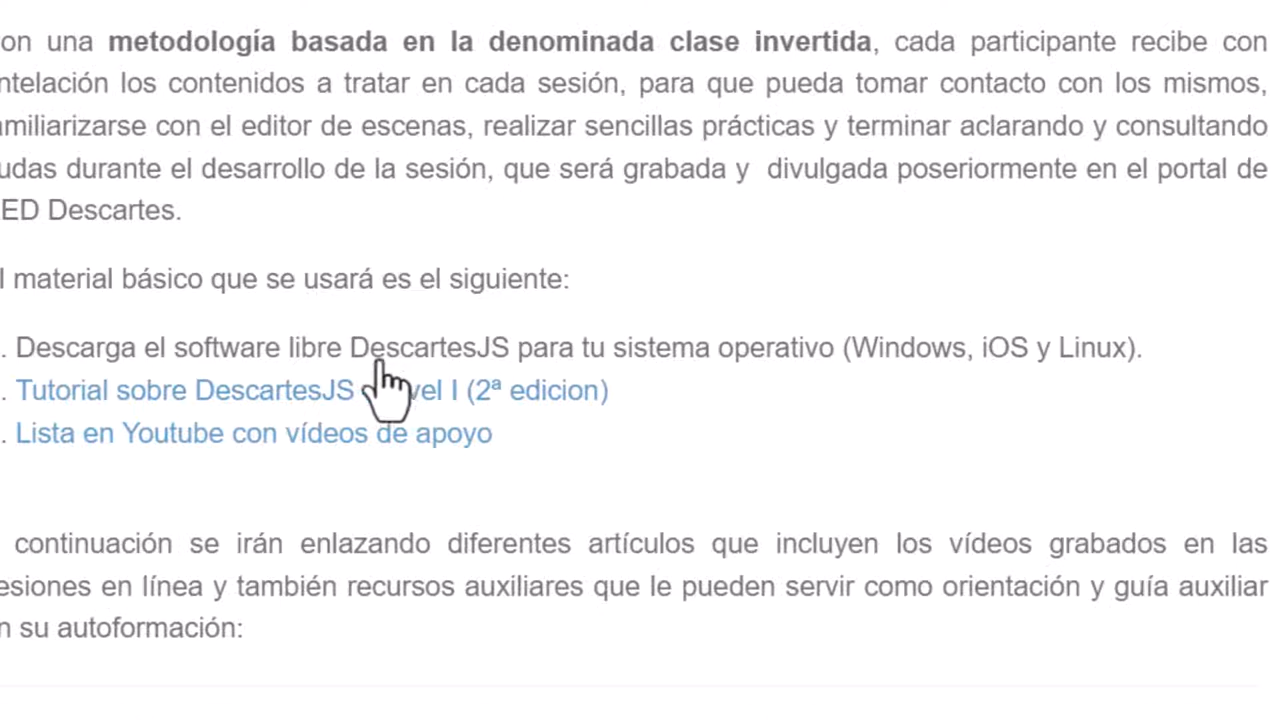 on una metodología basada en la denominada clase invertida, cada participante recibe con
ntelación los contenidos a tratar en cada sesión, para que pueda tomar contacto con los mismos,
amiliarizarse con el editor de escenas, realizar sencillas prácticas y terminar aclarando y consultando
udas durante el desarrollo de la sesión, que será grabada y divulgada poseriormente en el portal de
ED Descartes.
l material básico que se usará es el siguiente:
. Descarga el software libre DescartesJS para tu sistema operativo (Windows, iOS y Linux).
. Tutorial sobre DescartesJS vel I (2ª edicion)
. Lista en Youtube con vídeos de apoyo
continuación se irán enlazando diferentes artículos que incluyen los vídeos grabados en las
esiones en línea y también recursos auxiliares que le pueden servir como orientación y guía auxiliar
n su autoformación: